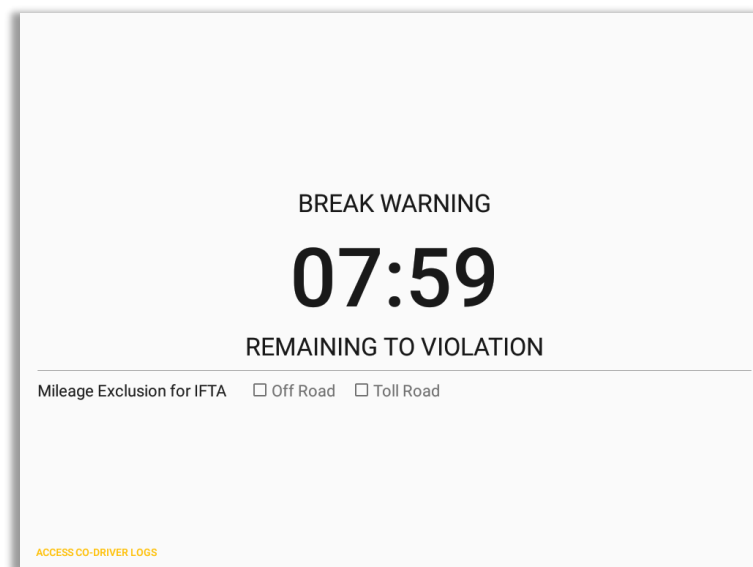 BREAK WARNING
07:59
REMAINING TO VIOLATION
Mileage Exclusion for IFTA Off Road Toll Road
ACCESS CO-DRIVER LOGS